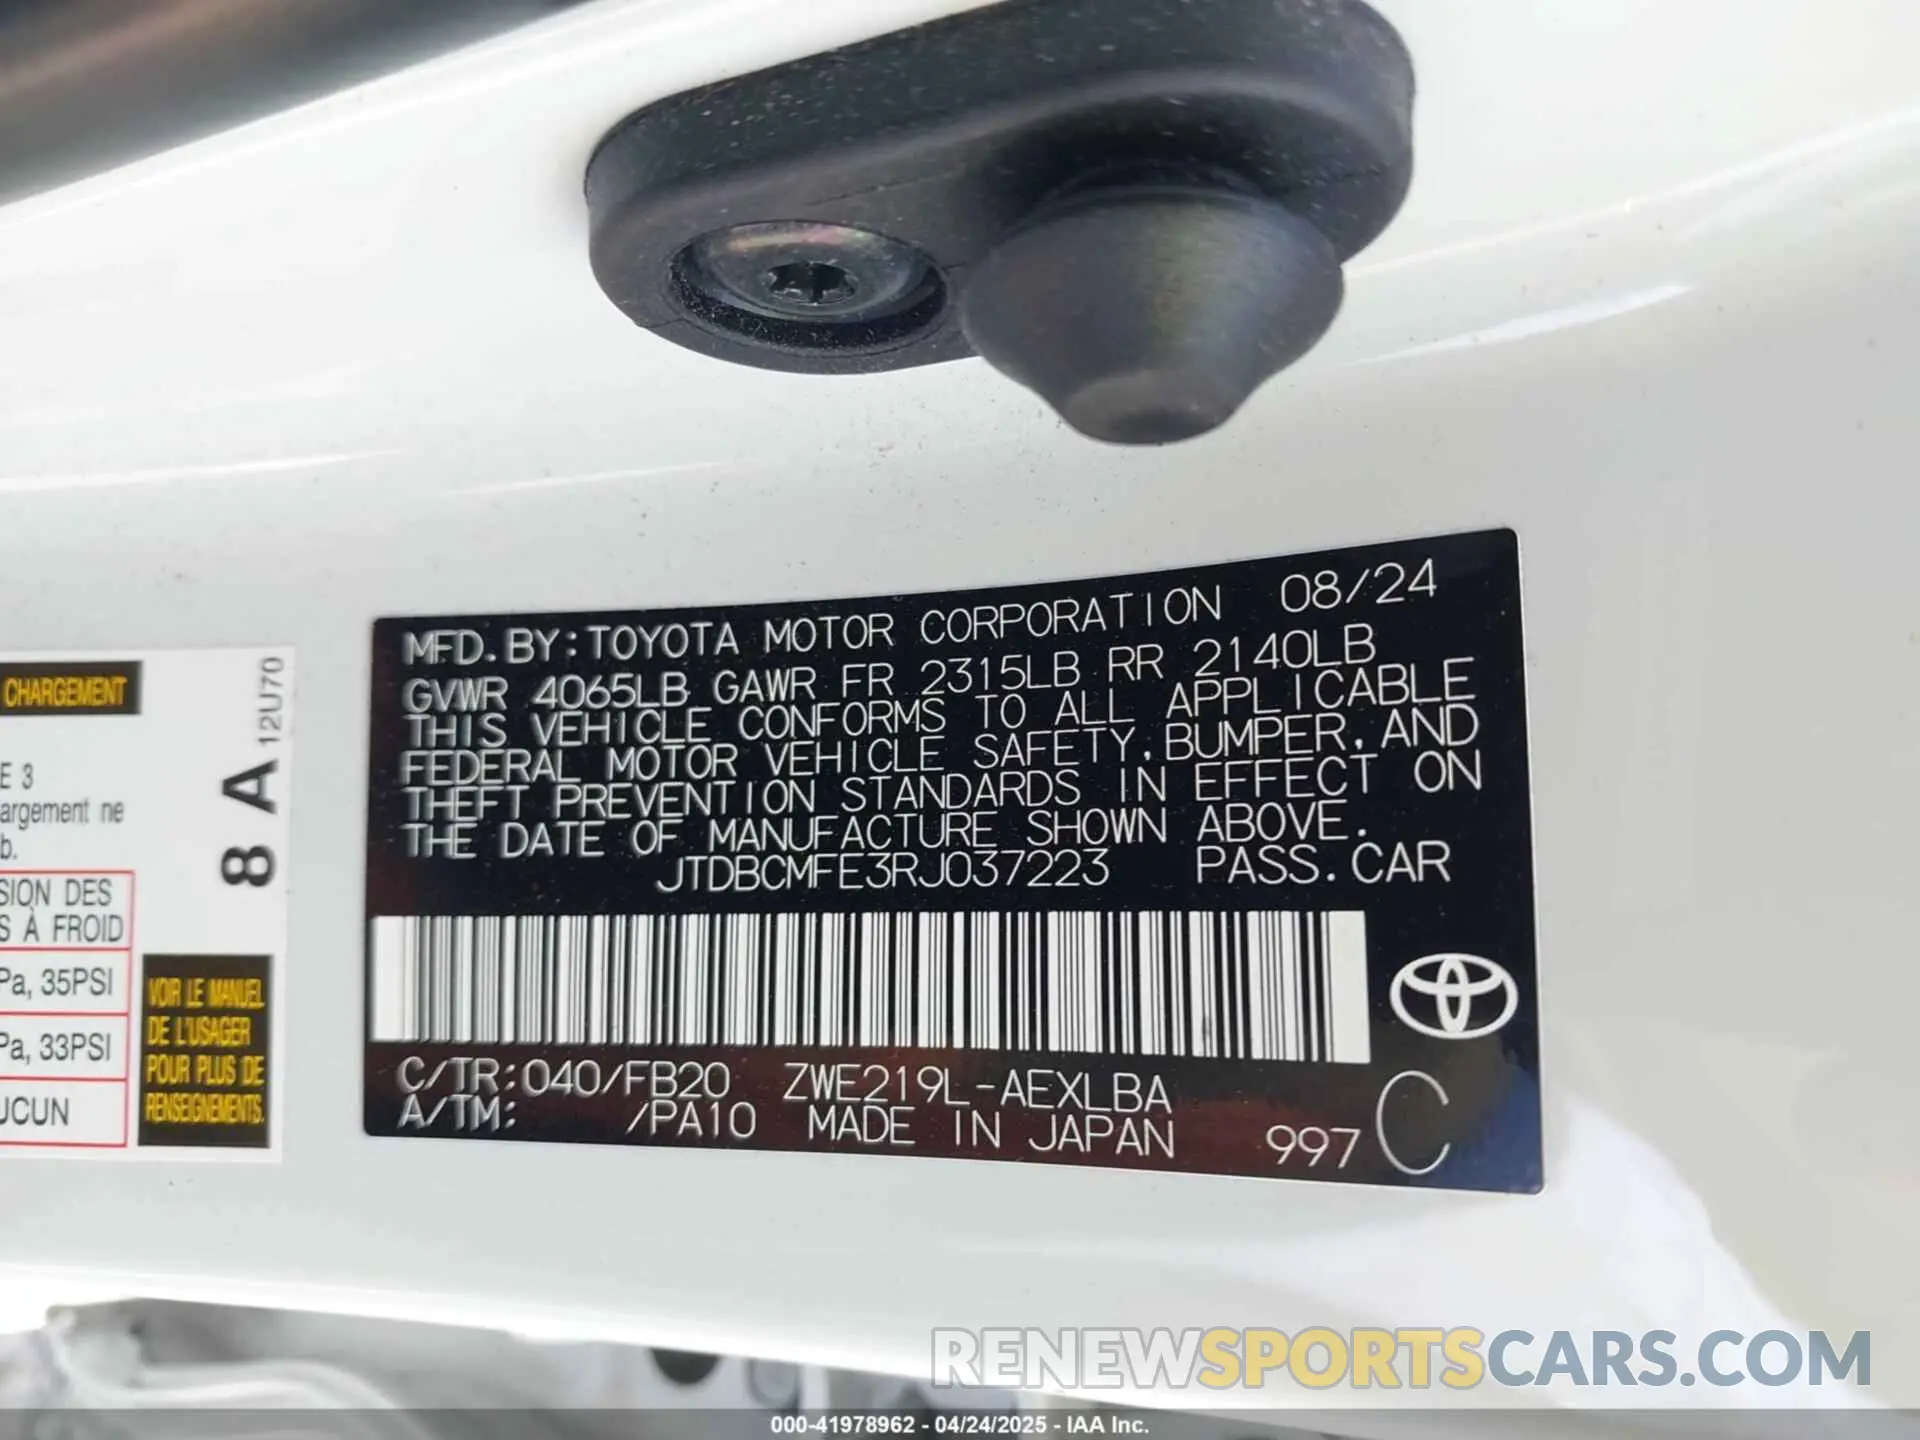 MFD. BY: TOYOTA MOTOR CORPORATION 08/24
GVWR 4065LB GAWR FR 2315LB RR 2140LB
THIS VEHICLE CONFORMS TO ALL APPLICABLE
FEDERAL MOTOR VEHICLE SAFETY, BUMPER, AND
THEFT PREVENTION STANDARDS IN EFFECT ON
THE DATE OF MANUFACTURE SHOWN ABOVE.
JTDBCMFE3RJ037223 PASS. CAR
C/TR: 040/FB20 ZWE219L-AEXLBA
A/TM: /PA10 MADE IN JAPAN 997 C
CHARGEMENT
E 3
argement ne
b.
SION DES
S À FROID
Pa, 35PSI
Pa, 33PSI
UCUN
8 A 12U70
VOIR LE MANUEL
DE L'USAGER
POUR PLUS DE
RENSEIGNEMENTS.
RENEWSPORTSCARS.COM
000-41978962 - 04/24/2025 - IAA Inc.